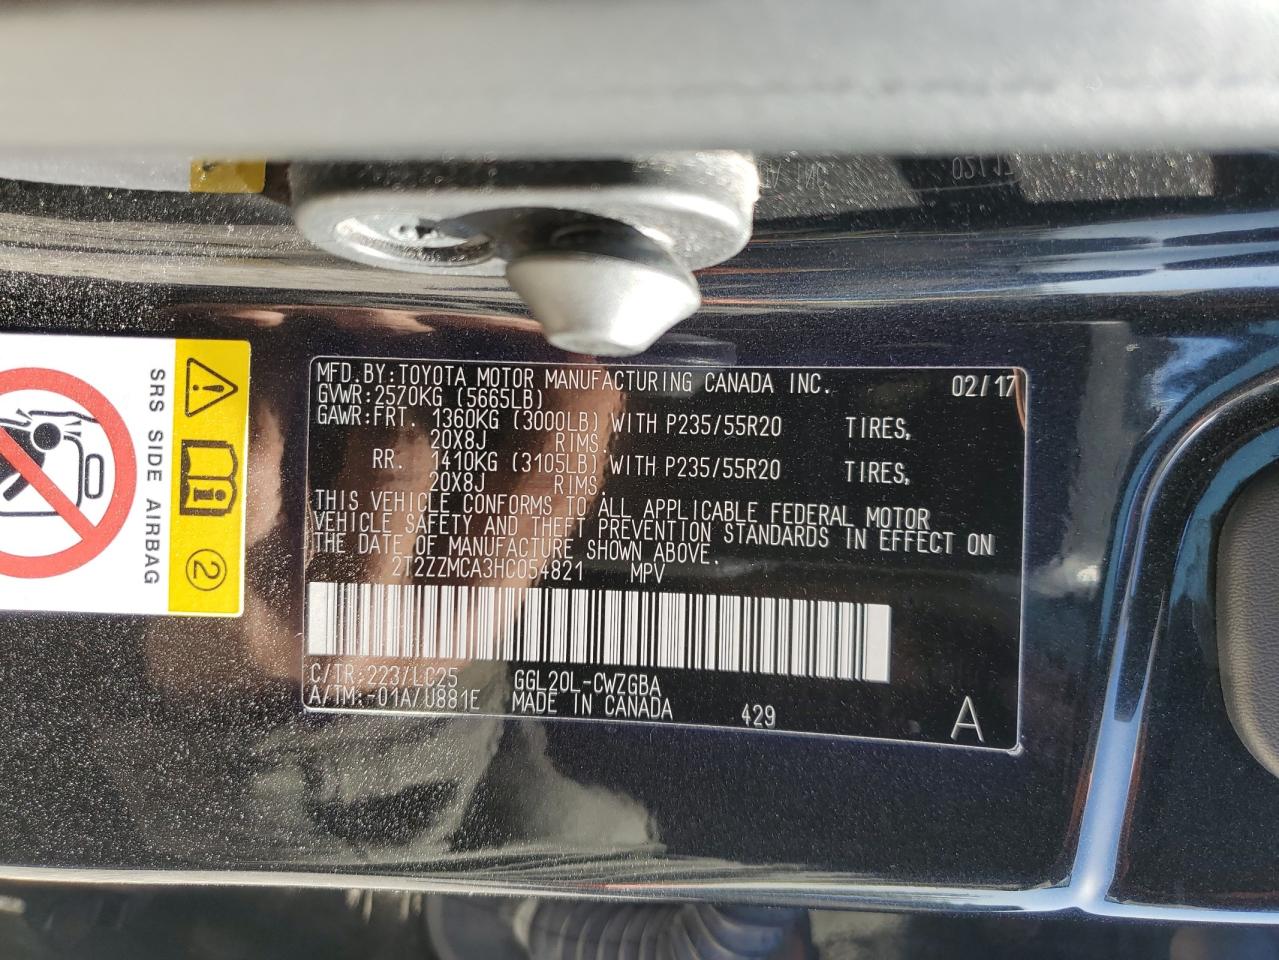 MFD.BY:TOYOTA MOTOR MANUFACTURING CANADA INC. 02/17
GVWR:2570KG (5665LB)
GAWR:FRT. 1360KG (3000LB) WITH P235/55R20 TIRES,
20X8J RIMS.
RR. 1410KG (3105LB) WITH P235/55R20 TIRES,
20X8J RIMS.
THIS VEHICLE CONFORMS TO ALL APPLICABLE FEDERAL MOTOR
VEHICLE SAFETY AND THEFT PREVENTION STANDARDS IN EFFECT ON
THE DATE OF MANUFACTURE SHOWN ABOVE.
2T2ZZMCA3HC054821 MPV
C/TR:223/LC25 GGL20L-CWZGBA
A/TM:-01A/U881E MADE IN CANADA 429 A
SRS SIDE AIRBAG
2